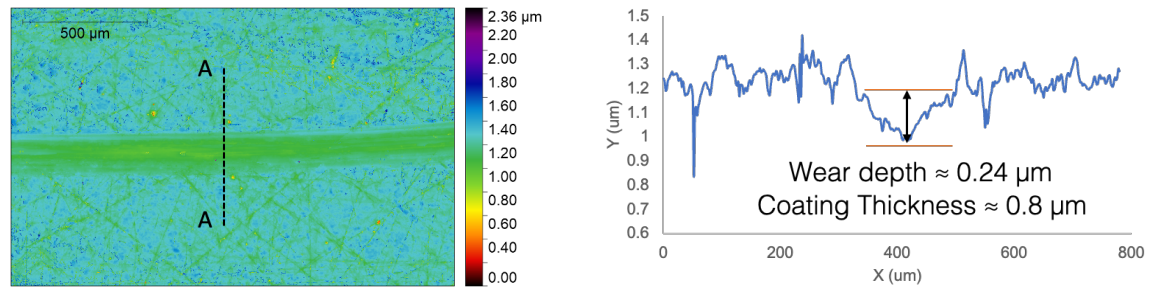 500 µm
A
A
2.36 µm
2.20
2.00
1.80
1.60
1.40
1.20
1.00
0.80
0.60
0.40
0.00
1.5
1.4
1.3
1.2
1.1
1
0.9
0.8
0.7
0.6
Y (um)
Wear depth ≈ 0.24 µm
Coating Thickness ≈ 0.8 µm
0 200 400 600 800
X (um)